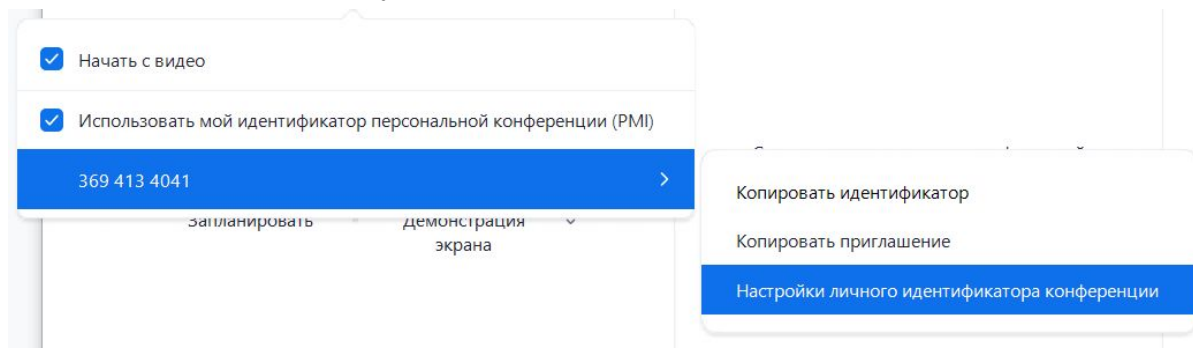 Начать с видео
Использовать мой идентификатор персональной конференции (PMI)
369 413 4041
Запланировать
Демонстрация
экрана
Копировать идентификатор
Копировать приглашение
Настройки личного идентификатора конференции